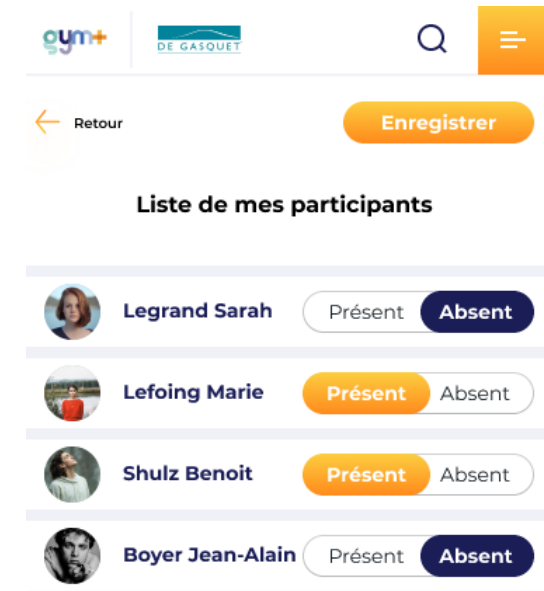 gym+
DE GASQUET
Retour
Enregistrer
Liste de mes participants
Legrand Sarah Présent Absent
Lefoing Marie Présent Absent
Shulz Benoit Présent Absent
Boyer Jean-Alain Présent Absent